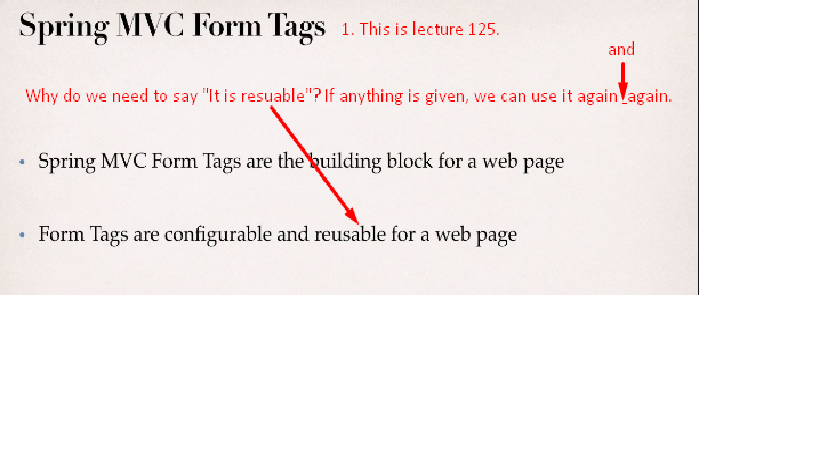 Spring MVC Form Tags 1. This is lecture 125.
and
Why do we need to say "It is resuable"? If anything is given, we can use it again_again.
• Spring MVC Form Tags are the building block for a web page
• Form Tags are configurable and reusable for a web page